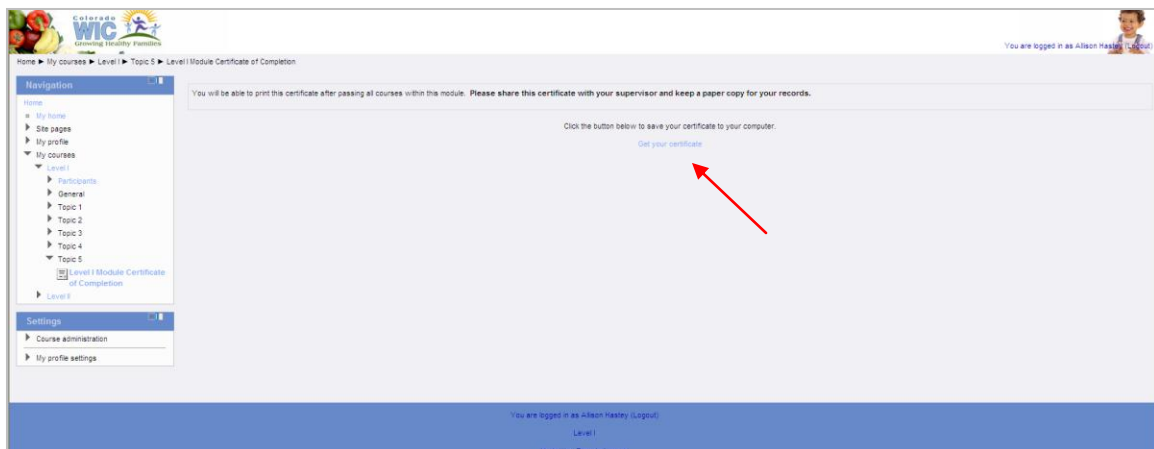 Colorado
WIC
Growing Healthy Families
You are logged in as Allison Hastey (Logout)
Home ► My courses ► Level I ► Topic 5 ► Level I Module Certificate of Completion
Navigation
Home
My home
Site pages
My profile
My courses
Level I
Participants
General
Topic 1
Topic 2
Topic 3
Topic 4
Topic 5
Level I Module Certificate
of Completion
Level II
Settings
Course administration
My profile settings
You will be able to print this certificate after passing all courses within this module. Please share this certificate with your supervisor and keep a paper copy for your records.
Click the button below to save your certificate to your computer.
Get your certificate
You are logged in as Allison Hastey (Logout)
Level I